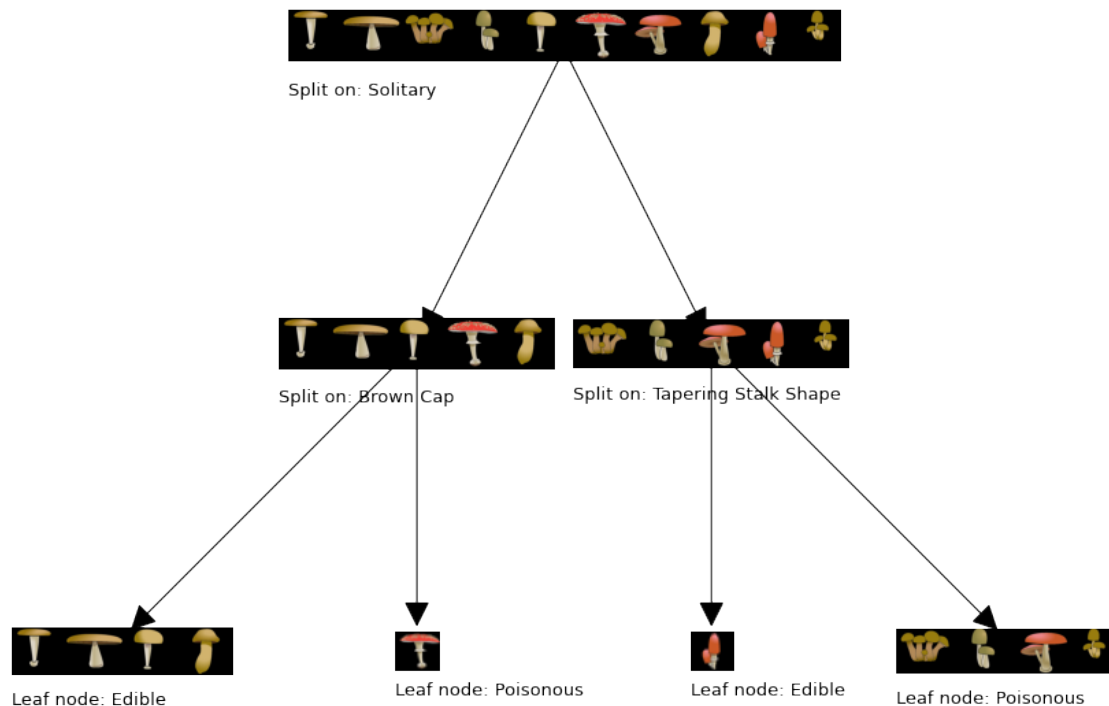 Split on: Solitary
Split on: Brown Cap
Split on: Tapering Stalk Shape
Leaf node: Edible
Leaf node: Poisonous
Leaf node: Edible
Leaf node: Poisonous